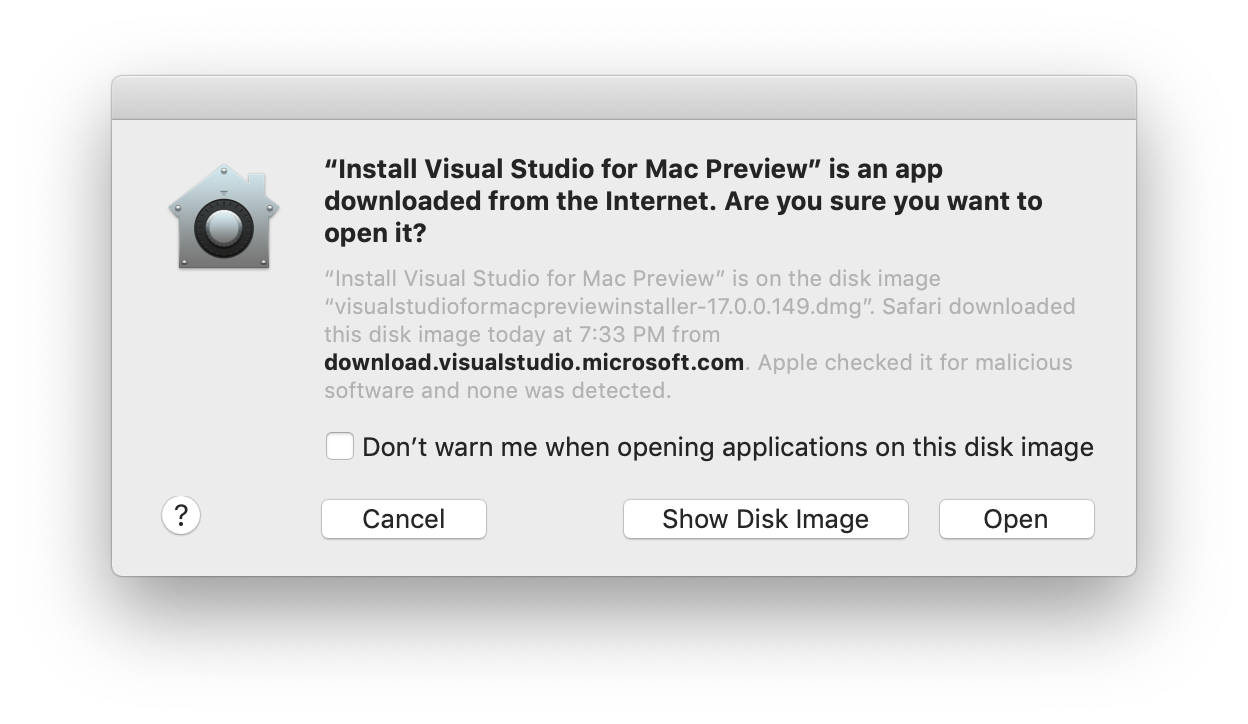 “Install Visual Studio for Mac Preview” is an app
downloaded from the Internet. Are you sure you want to
open it?
“Install Visual Studio for Mac Preview” is on the disk image
“visualstudioformacpreviewinstaller-17.0.0.149.dmg”. Safari downloaded
this disk image today at 7:33 PM from
download.visualstudio.microsoft.com. Apple checked it for malicious
software and none was detected.
Don’t warn me when opening applications on this disk image
? Cancel Show Disk Image Open